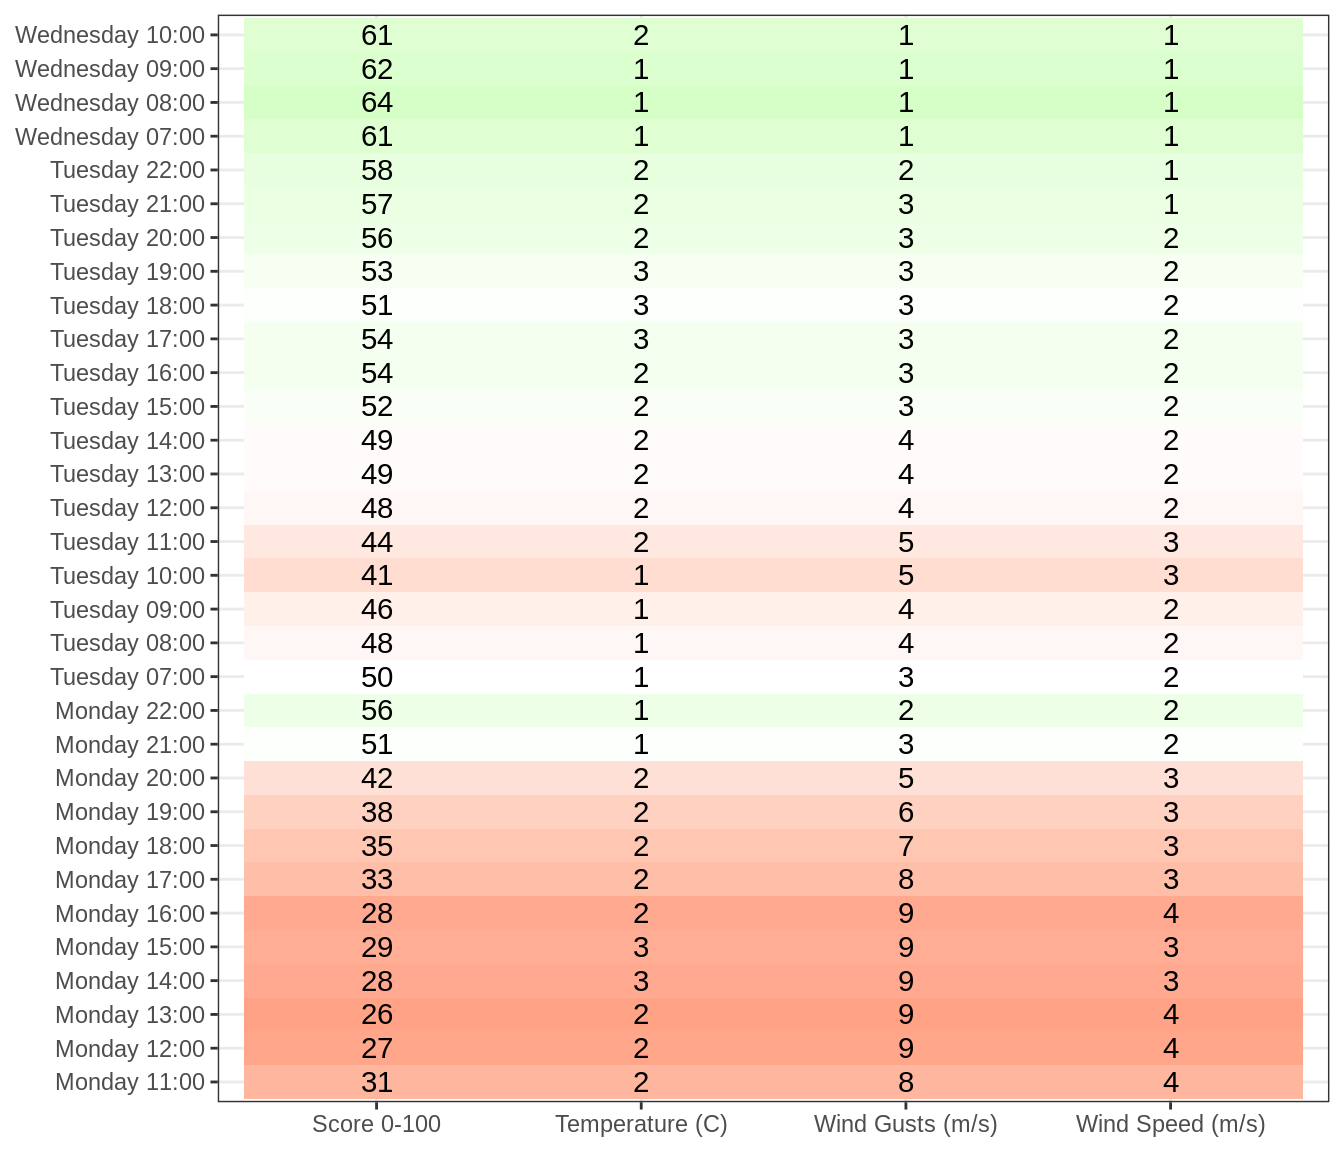 Wednesday 10:00 61 2 1 1
Wednesday 09:00 62 1 1 1
Wednesday 08:00 64 1 1 1
Wednesday 07:00 61 1 1 1
Tuesday 22:00 58 2 2 1
Tuesday 21:00 57 2 3 1
Tuesday 20:00 56 2 3 2
Tuesday 19:00 53 3 3 2
Tuesday 18:00 51 3 3 2
Tuesday 17:00 54 3 3 2
Tuesday 16:00 54 2 3 2
Tuesday 15:00 52 2 3 2
Tuesday 14:00 49 2 4 2
Tuesday 13:00 49 2 4 2
Tuesday 12:00 48 2 4 2
Tuesday 11:00 44 2 5 3
Tuesday 10:00 41 1 5 3
Tuesday 09:00 46 1 4 2
Tuesday 08:00 48 1 4 2
Tuesday 07:00 50 1 3 2
Monday 22:00 56 1 2 2
Monday 21:00 51 1 3 2
Monday 20:00 42 2 5 3
Monday 19:00 38 2 6 3
Monday 18:00 35 2 7 3
Monday 17:00 33 2 8 3
Monday 16:00 28 2 9 4
Monday 15:00 29 3 9 3
Monday 14:00 28 3 9 3
Monday 13:00 26 2 9 4
Monday 12:00 27 2 9 4
Monday 11:00 31 2 8 4
Score 0-100 Temperature (C) Wind Gusts (m/s) Wind Speed (m/s)